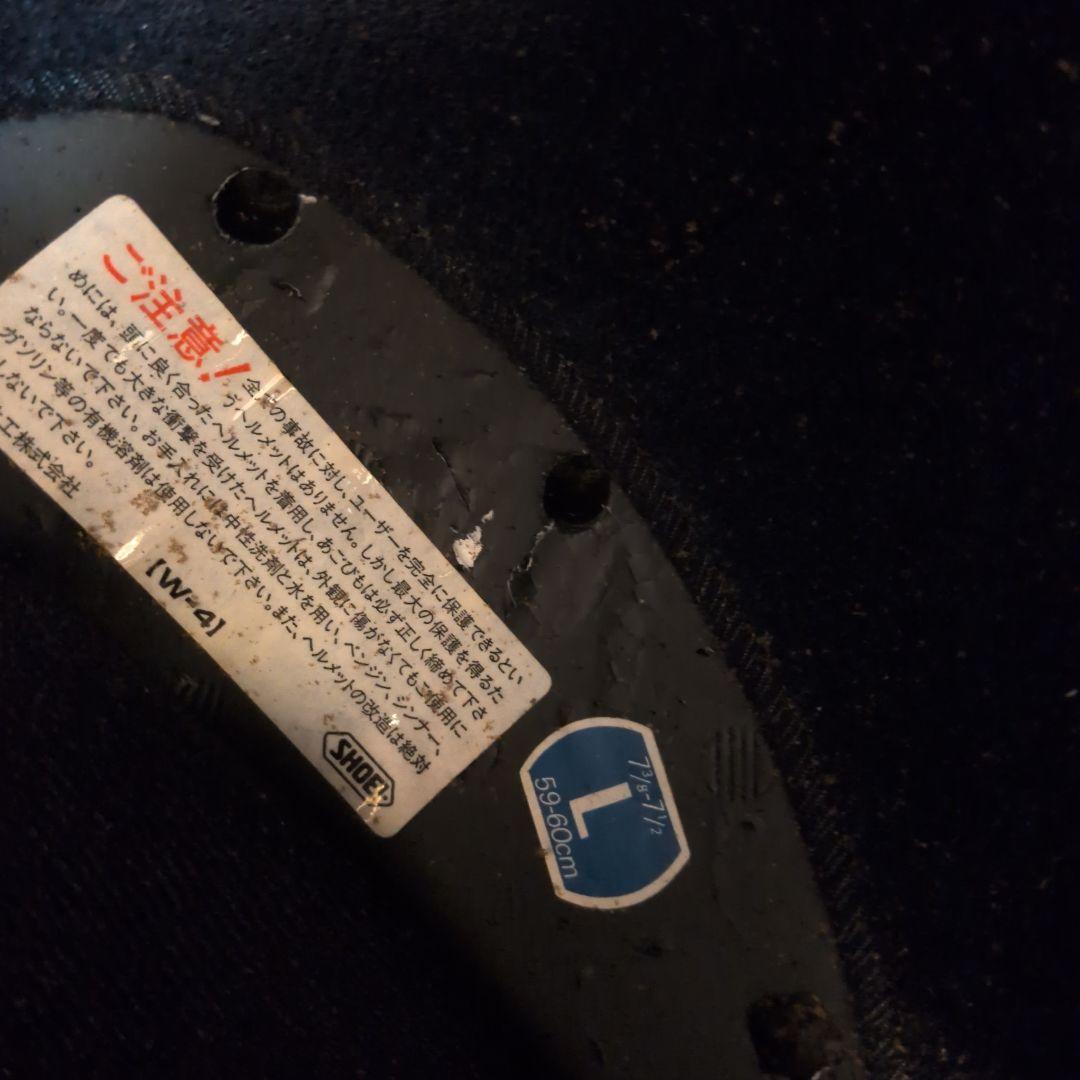 ご注意!
全ての事故に対し、ユーザーを完全に保護できるとい
うヘルメットはありません。しかし最大の保護を得るた
めには、頭に良く合ったヘルメットを着用し、あごひもは必ず正しく締めて下さ
い。一度でも大きな衝撃を受けたヘルメットは、外観に傷がなくてもご使用に
ならないで下さい。お手入れには中性洗剤と水を用い、ベンジン、シンナー、
ガソリン等の有機溶剤は使用しないで下さい。また、ヘルメットの改造は絶対
しないで下さい。
工株式会社
【W-4】
SHOEI
7 3/8-7 1/2
L
59-60cm